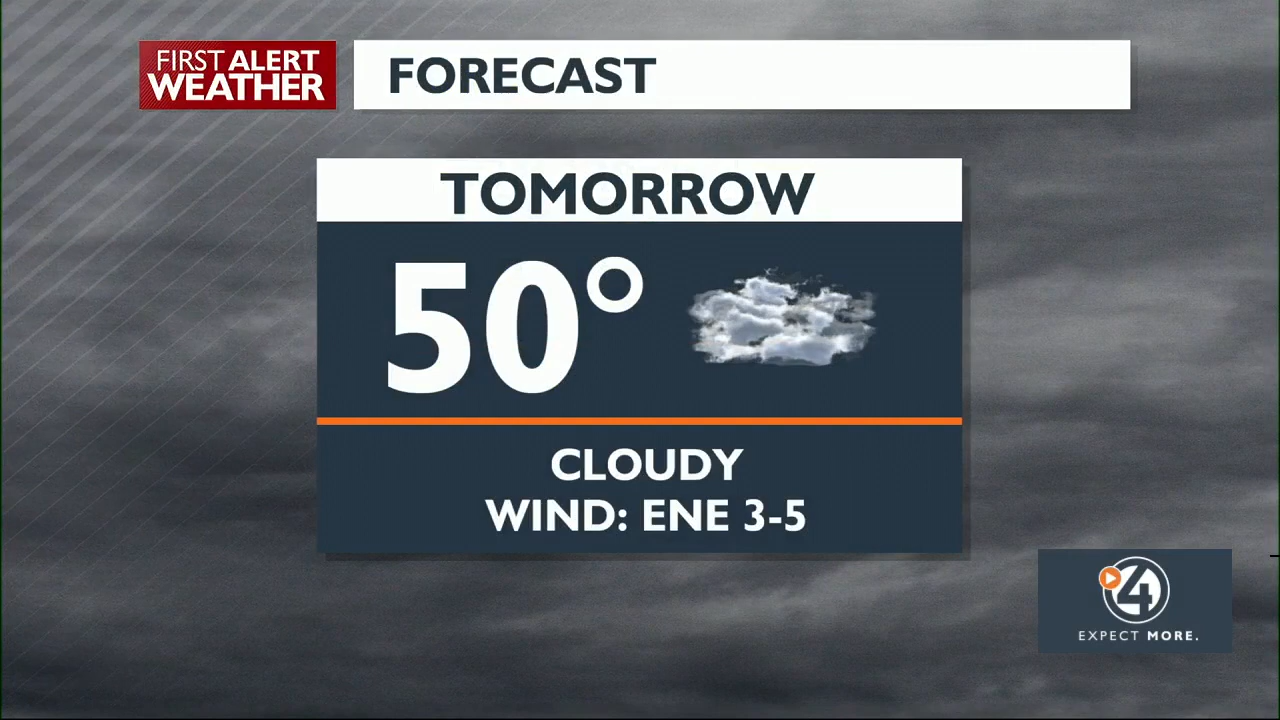 FIRST ALERT
WEATHER
FORECAST
TOMORROW
50°
CLOUDY
WIND: ENE 3-5
4
EXPECT MORE.